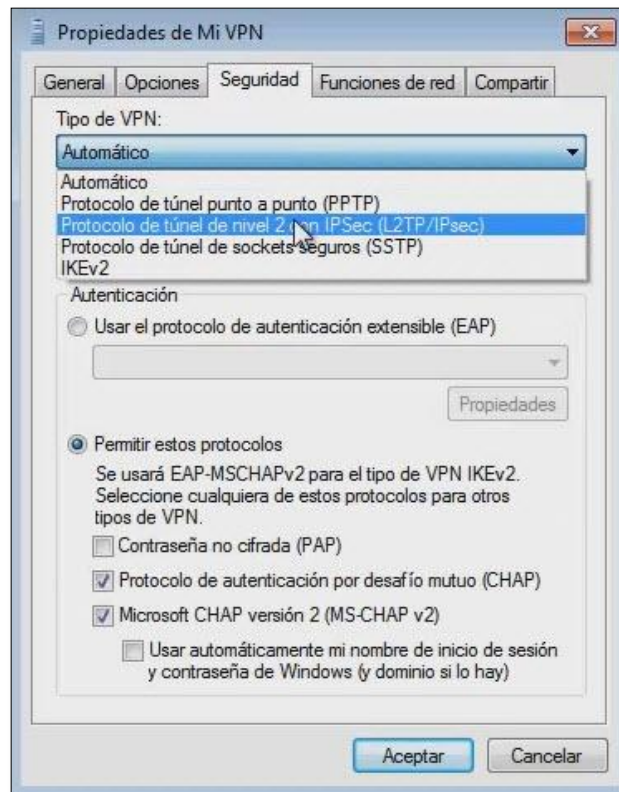 Propiedades de Mi VPN
General Opciones Seguridad Funciones de red Compartir
Tipo de VPN:
Automático
Automático
Protocolo de túnel punto a punto (PPTP)
Protocolo de túnel de nivel 2 con IPSec (L2TP/IPsec)
Protocolo de túnel de sockets seguros (SSTP)
IKEv2
Autenticación
Usar el protocolo de autenticación extensible (EAP)
Propiedades
Permitir estos protocolos
Se usará EAP-MSCHAPv2 para el tipo de VPN IKEv2.
Seleccione cualquiera de estos protocolos para otros
tipos de VPN.
Contraseña no cifrada (PAP)
Protocolo de autenticación por desafío mutuo (CHAP)
Microsoft CHAP versión 2 (MS-CHAP v2)
Usar automáticamente mi nombre de inicio de sesión
y contraseña de Windows (y dominio si lo hay)
Aceptar Cancelar